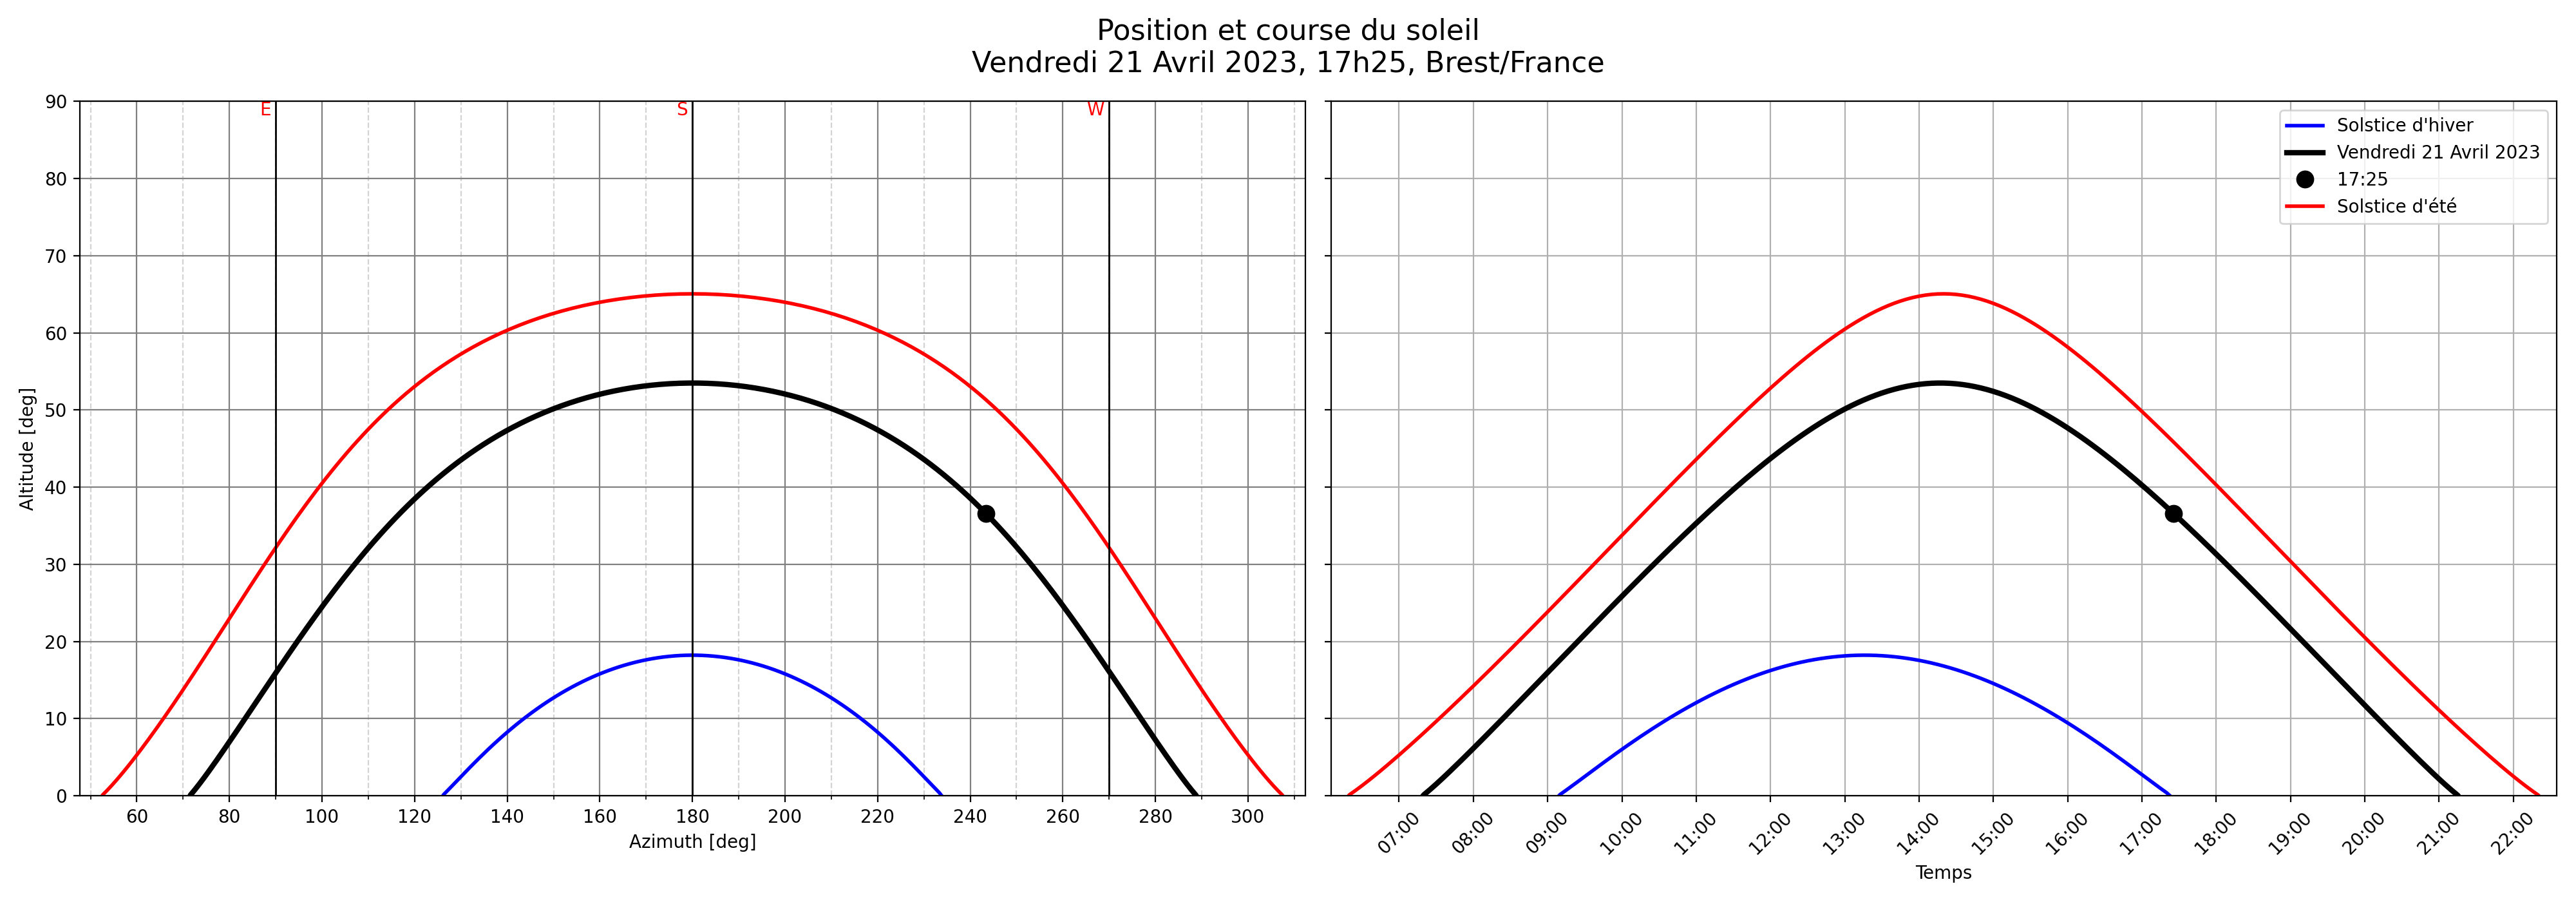 Position et course du soleil
Vendredi 21 Avril 2023, 17h25, Brest/France
E
S
W
90
80
70
60
50
40
30
20
10
0
Altitude [deg]
60 80 100 120 140 160 180 200 220 240 260 280 300
Azimuth [deg]
Solstice d'hiver
Vendredi 21 Avril 2023
17:25
Solstice d'été
07:00 08:00 09:00 10:00 11:00 12:00 13:00 14:00 15:00 16:00 17:00 18:00 19:00 20:00 21:00 22:00
Temps